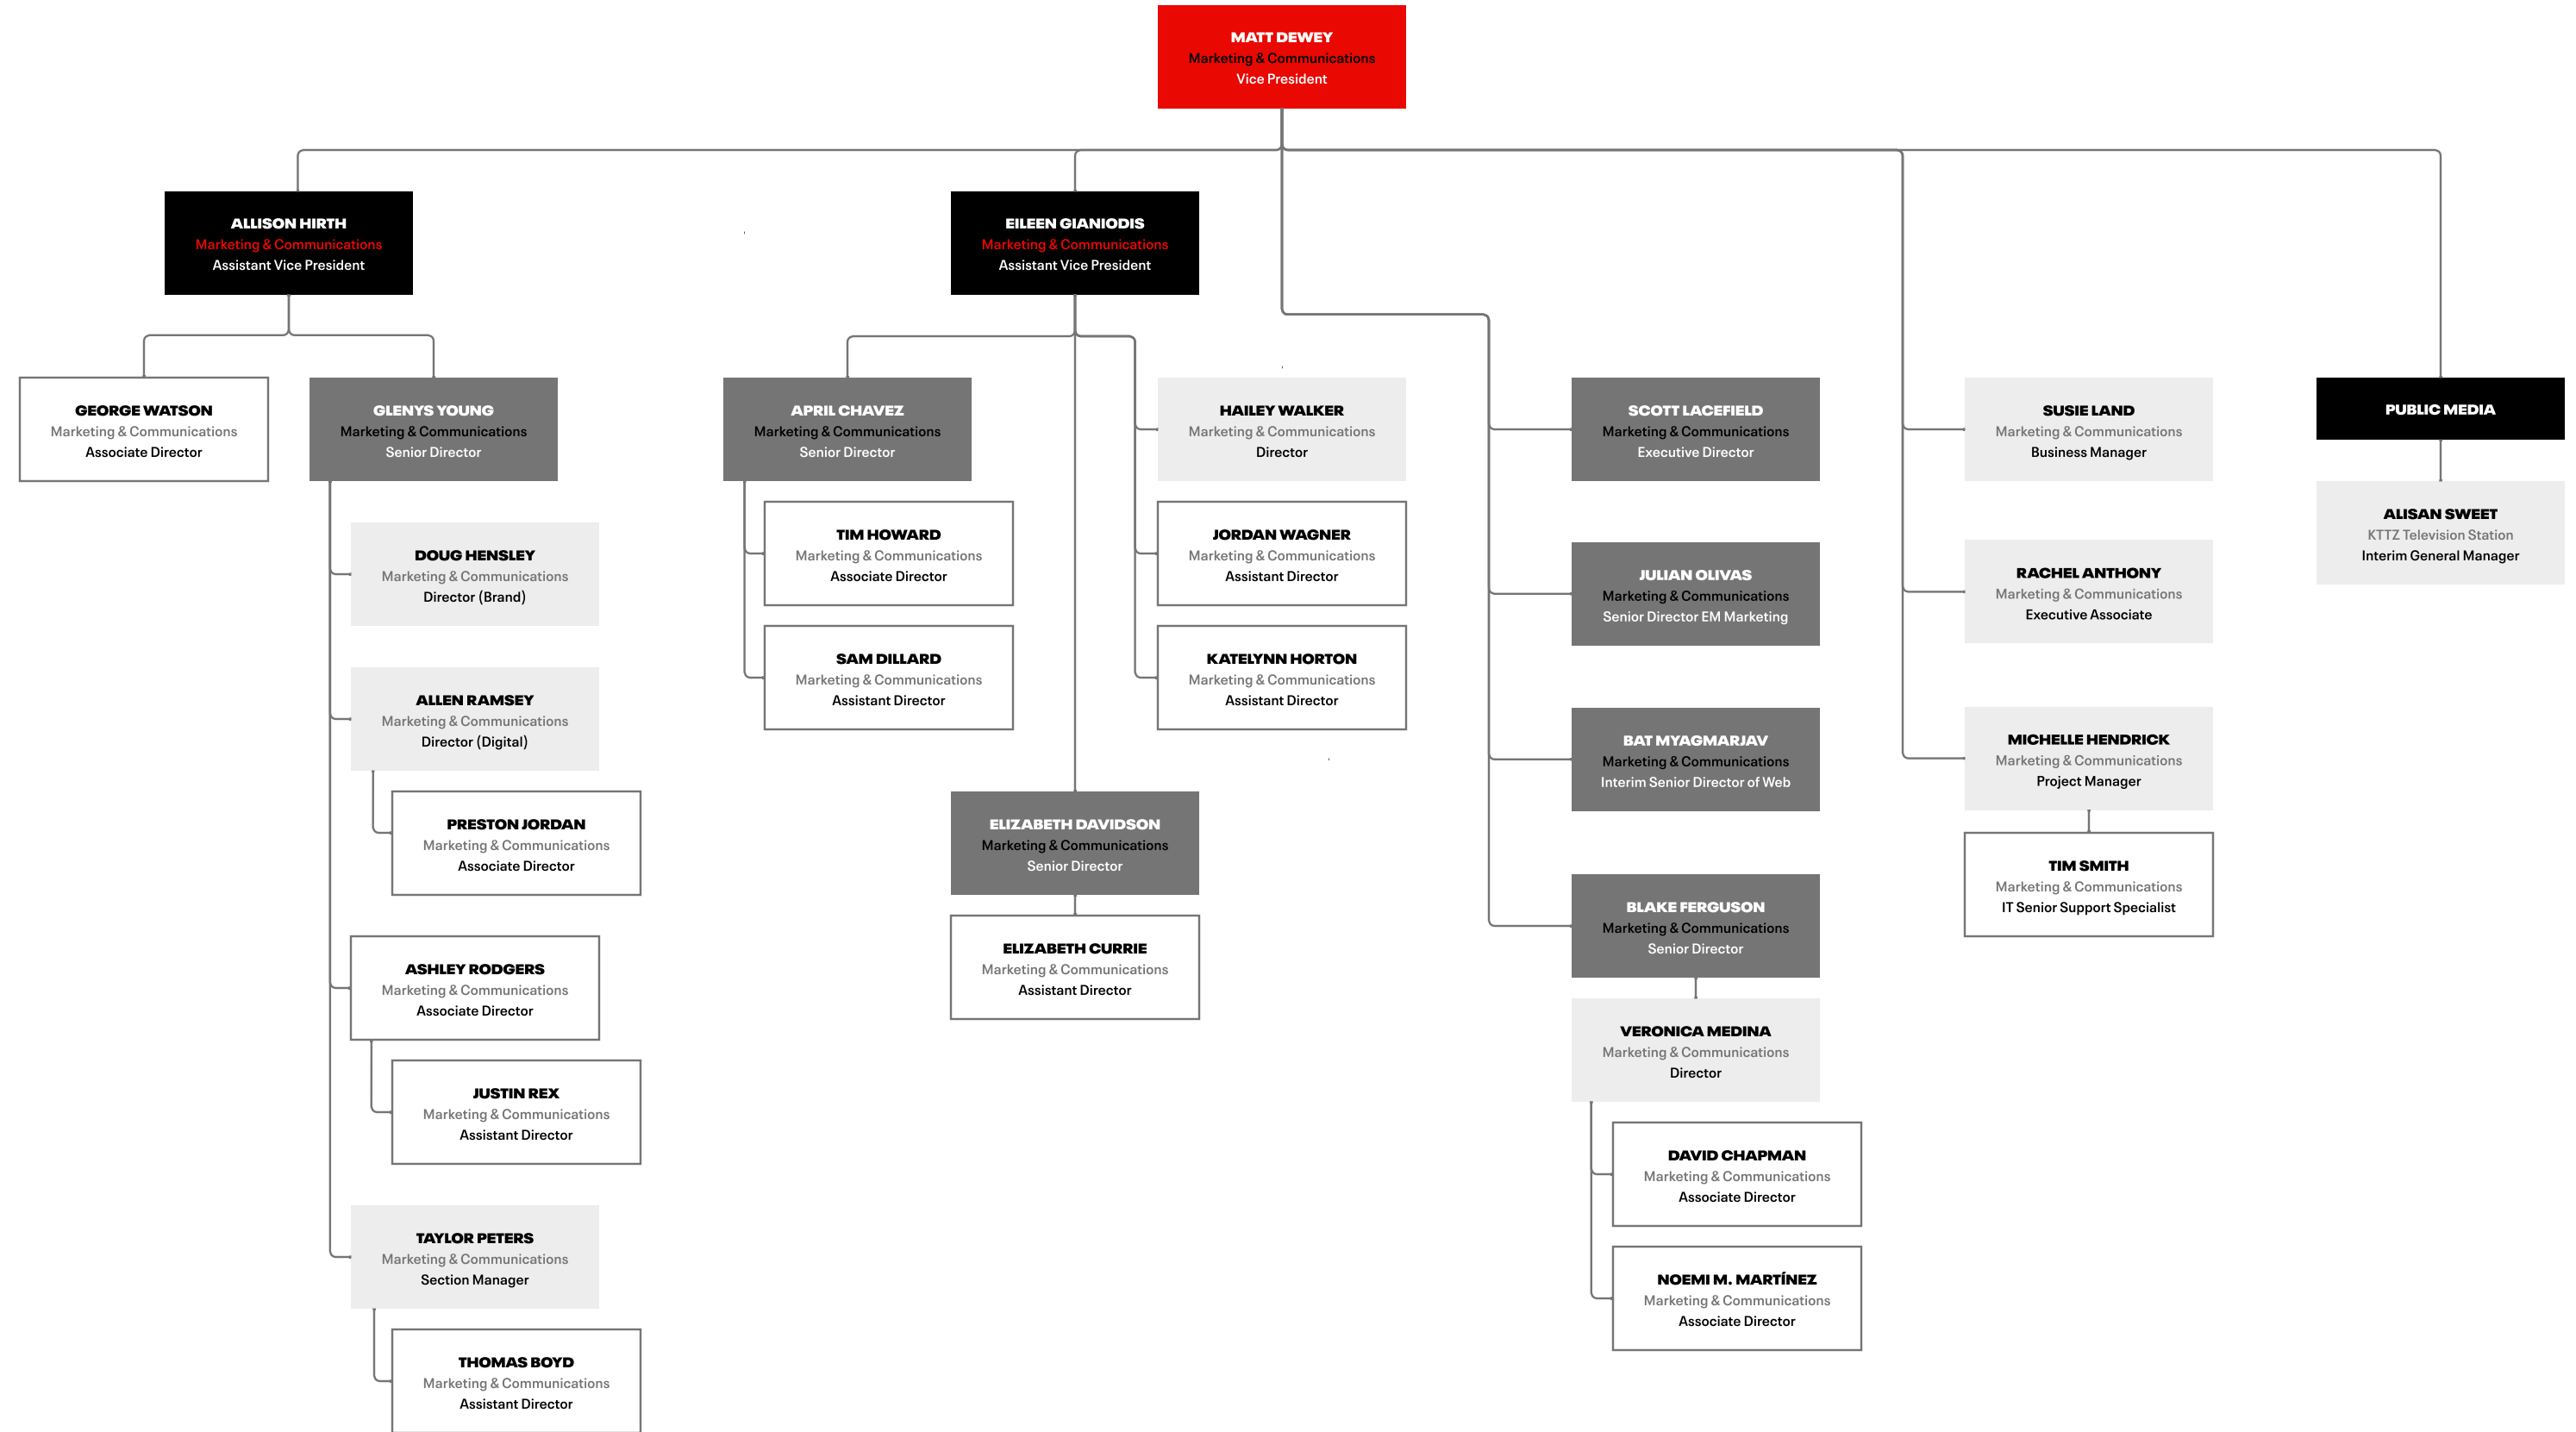 MATT DEWEY
Marketing & Communications
Vice President
ALLISON HIRTH
Marketing & Communications
Assistant Vice President
EILEEN GIANIODIS
Marketing & Communications
Assistant Vice President
GEORGE WATSON
Marketing & Communications
Associate Director
GLENYS YOUNG
Marketing & Communications
Senior Director
DOUG HENSLEY
Marketing & Communications
Director (Brand)
ALLEN RAMSEY
Marketing & Communications
Director (Digital)
PRESTON JORDAN
Marketing & Communications
Associate Director
ASHLEY RODGERS
Marketing & Communications
Associate Director
JUSTIN REX
Marketing & Communications
Assistant Director
TAYLOR PETERS
Marketing & Communications
Section Manager
THOMAS BOYD
Marketing & Communications
Assistant Director
APRIL CHAVEZ
Marketing & Communications
Senior Director
TIM HOWARD
Marketing & Communications
Associate Director
SAM DILLARD
Marketing & Communications
Assistant Director
HAILEY WALKER
Marketing & Communications
Director
JORDAN WAGNER
Marketing & Communications
Assistant Director
KATELYNN HORTON
Marketing & Communications
Assistant Director
ELIZABETH DAVIDSON
Marketing & Communications
Senior Director
ELIZABETH CURRIE
Marketing & Communications
Assistant Director
SCOTT LACEFIELD
Marketing & Communications
Executive Director
JULIAN OLIVAS
Marketing & Communications
Senior Director EM Marketing
BAT MYAGMARJAV
Marketing & Communications
Interim Senior Director of Web
BLAKE FERGUSON
Marketing & Communications
Senior Director
VERONICA MEDINA
Marketing & Communications
Director
DAVID CHAPMAN
Marketing & Communications
Associate Director
NOEMI M. MARTÍNEZ
Marketing & Communications
Associate Director
SUSIE LAND
Marketing & Communications
Business Manager
RACHEL ANTHONY
Marketing & Communications
Executive Associate
MICHELLE HENDRICK
Marketing & Communications
Project Manager
TIM SMITH
Marketing & Communications
IT Senior Support Specialist
PUBLIC MEDIA
ALISAN SWEET
KTTZ Television Station
Interim General Manager